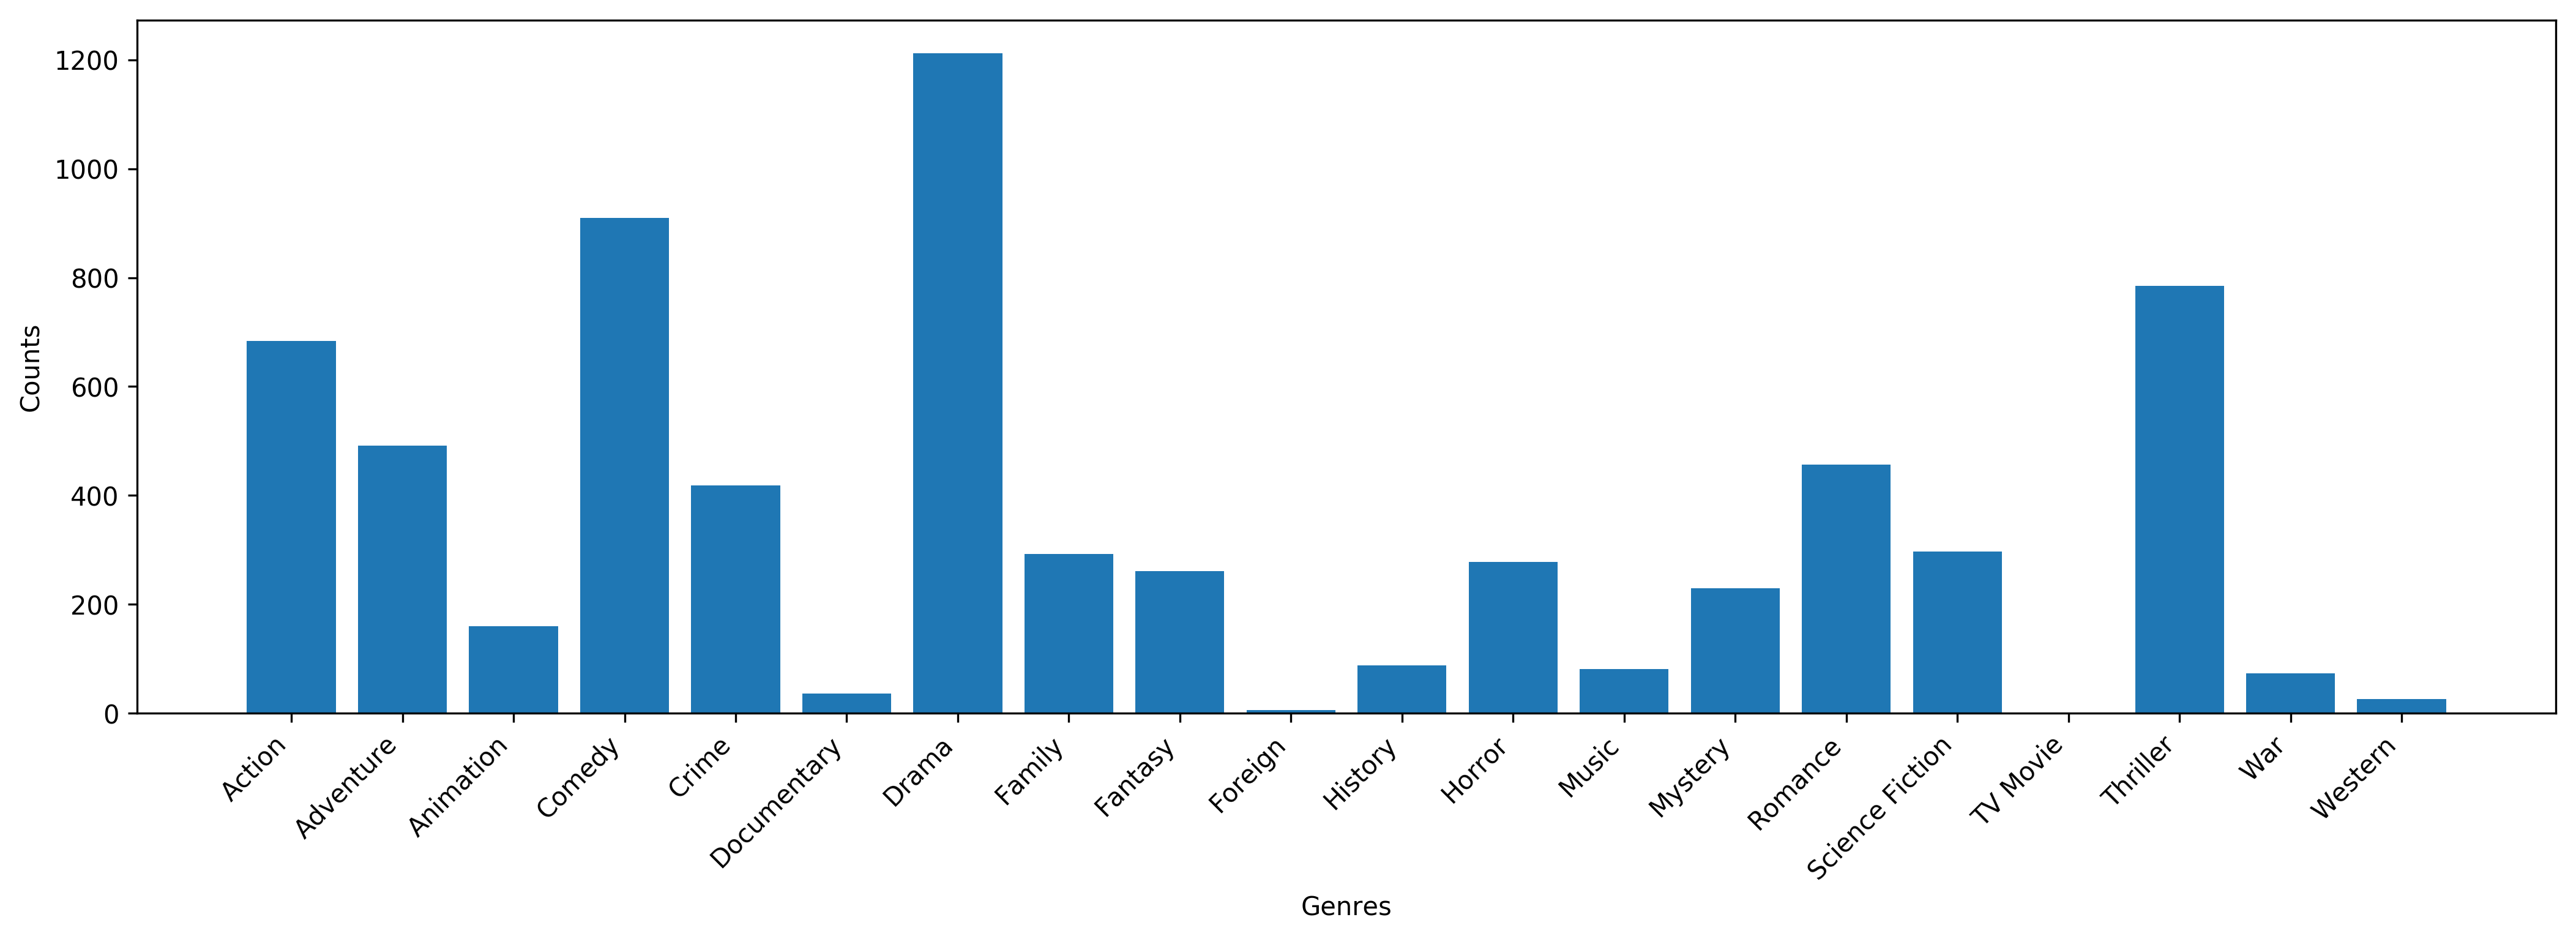 1200
1000
800
600
400
200
0
Counts
Action
Adventure
Animation
Comedy
Crime
Documentary
Drama
Family
Fantasy
Foreign
History
Horror
Music
Mystery
Romance
Science Fiction
TV Movie
Thriller
War
Western
Genres